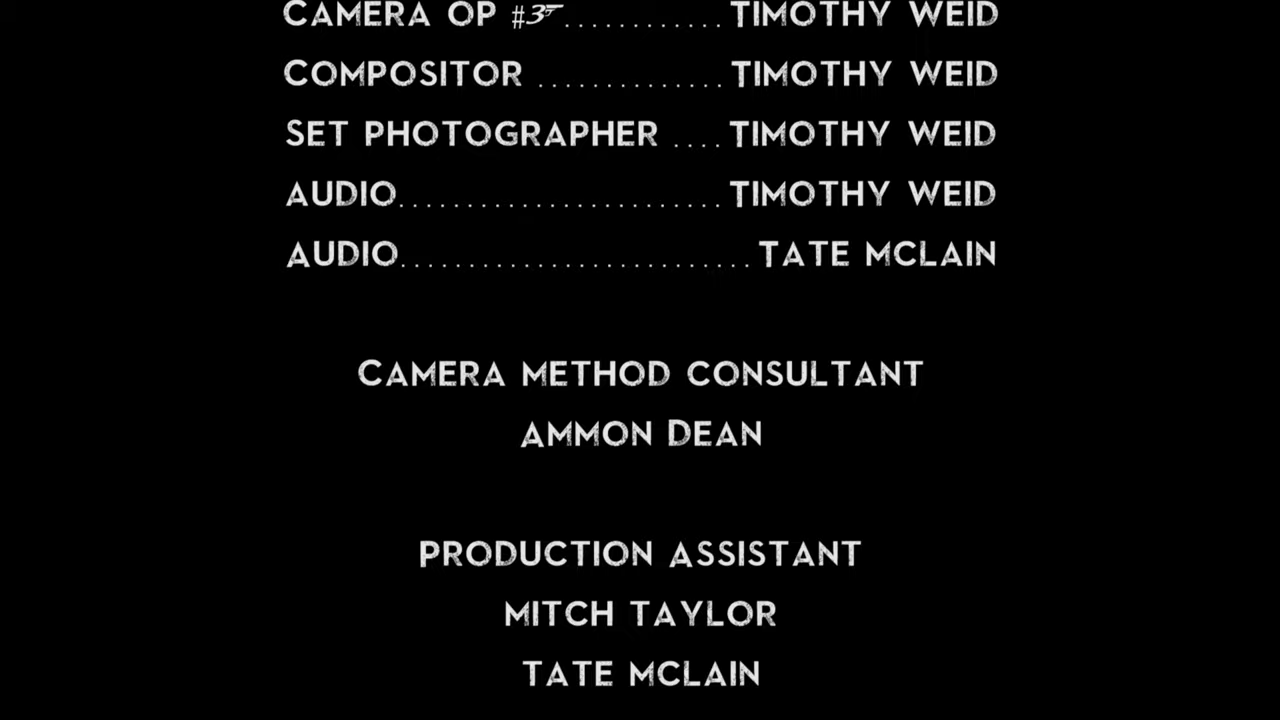 CAMERA OP #3............TIMOTHY WEID
COMPOSITOR ..............TIMOTHY WEID
SET PHOTOGRAPHER ....TIMOTHY WEID
AUDIO........................TIMOTHY WEID
AUDIO..........................TATE MCLAIN
CAMERA METHOD CONSULTANT
AMMON DEAN
PRODUCTION ASSISTANT
MITCH TAYLOR
TATE MCLAIN